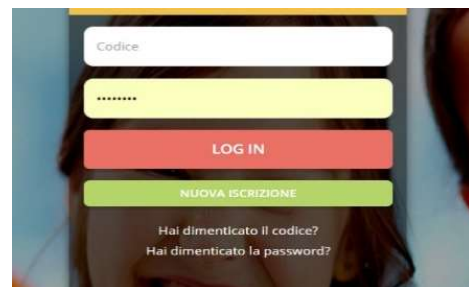 Codice
••••••••
LOG IN
NUOVA ISCRIZIONE
Hai dimenticato il codice?
Hai dimenticato la password?